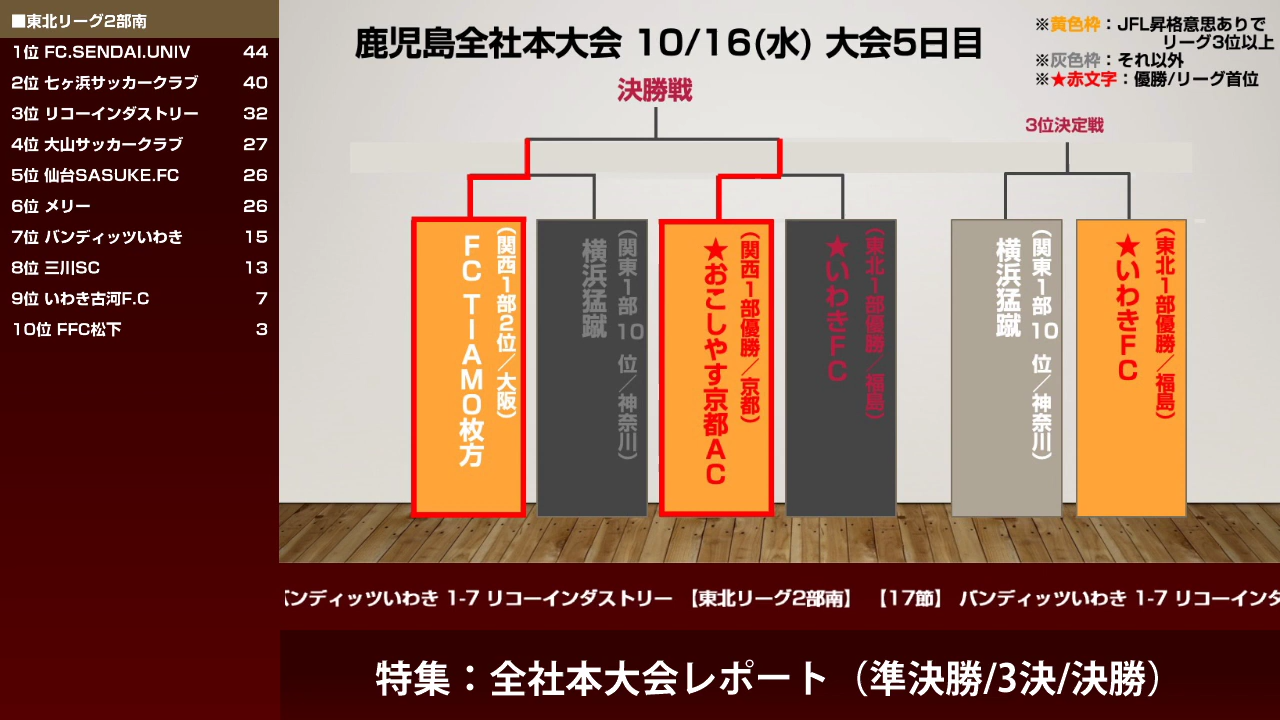 ■東北リーグ2部南
1位 FC.SENDAI.UNIV 44
2位 七ヶ浜サッカークラブ 40
3位 リコーインダストリー 32
4位 大山サッカークラブ 27
5位 仙台SASUKE.FC 26
6位 メリー 26
7位 バンディッツいわき 15
8位 三川SC 13
9位 いわき古河F.C 7
10位 FFC松下 3
鹿児島全社本大会 10/16(水) 大会5日目
※黄色枠：JFL昇格意思ありで
リーグ3位以上
※灰色枠：それ以外
※★赤文字：優勝/リーグ首位
決勝戦
3位決定戦
（関西1部2位／大阪）
FC TIAMO枚方
（関東1部 10 位／神奈川）
横浜猛蹴
（関西1部優勝／京都）
★おこしやす京都AC
（東北1部優勝／福島）
★いわきFC
（関東1部 10 位／神奈川）
横浜猛蹴
（東北1部優勝／福島）
★いわきFC
バンディッツいわき 1-7 リコーインダストリー 【東北リーグ2部南】 【17節】 バンディッツいわき 1-7 リコーインダ
特集：全社本大会レポート（準決勝/3決/決勝）